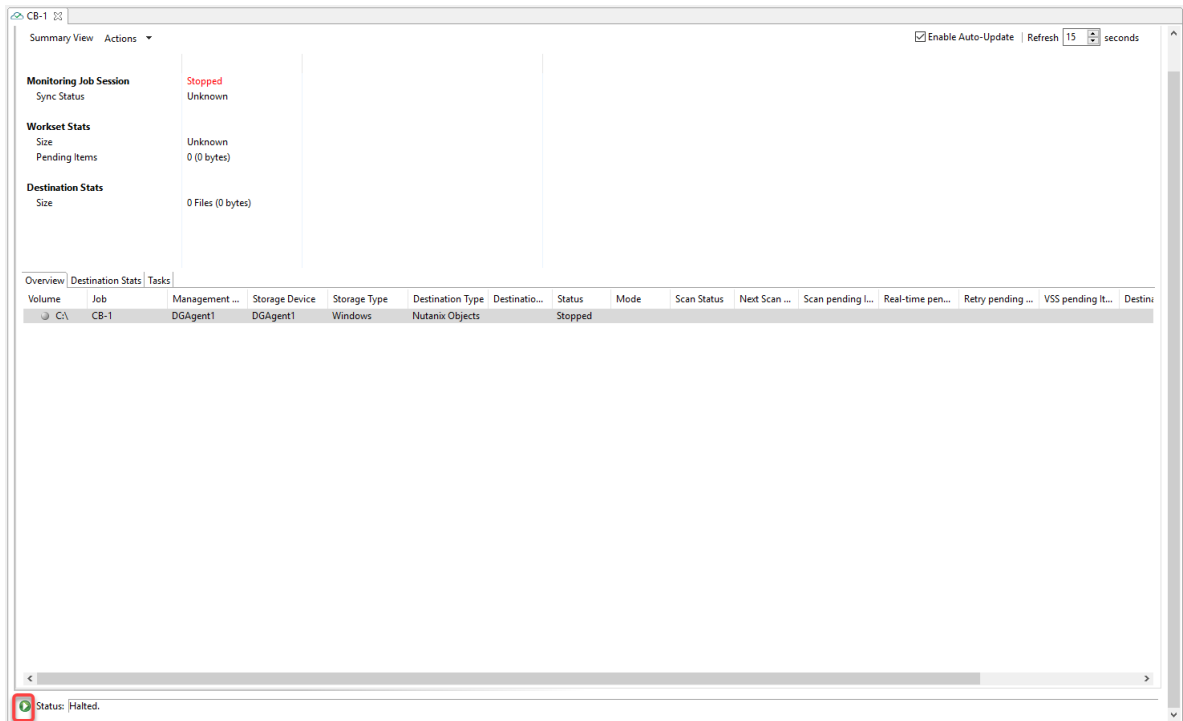 CB-1
Summary View Actions Enable Auto-Update Refresh 15 seconds
Monitoring Job Session Stopped
Sync Status Unknown
Workset Stats
Size Unknown
Pending Items 0 (0 bytes)
Destination Stats
Size 0 Files (0 bytes)
Overview Destination Stats Tasks
Volume Job Management ... Storage Device Storage Type Destination Type Destinatio... Status Mode Scan Status Next Scan ... Scan pending I... Real-time pen... Retry pending ... VSS pending It... Destina
C:\ CB-1 DGAgent1 DGAgent1 Windows Nutanix Objects Stopped
Status: Halted.